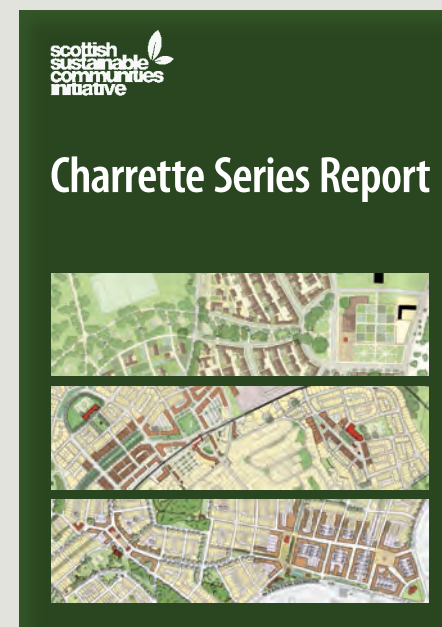 scottish
sustainable
communities
initiative
Charrette Series Report